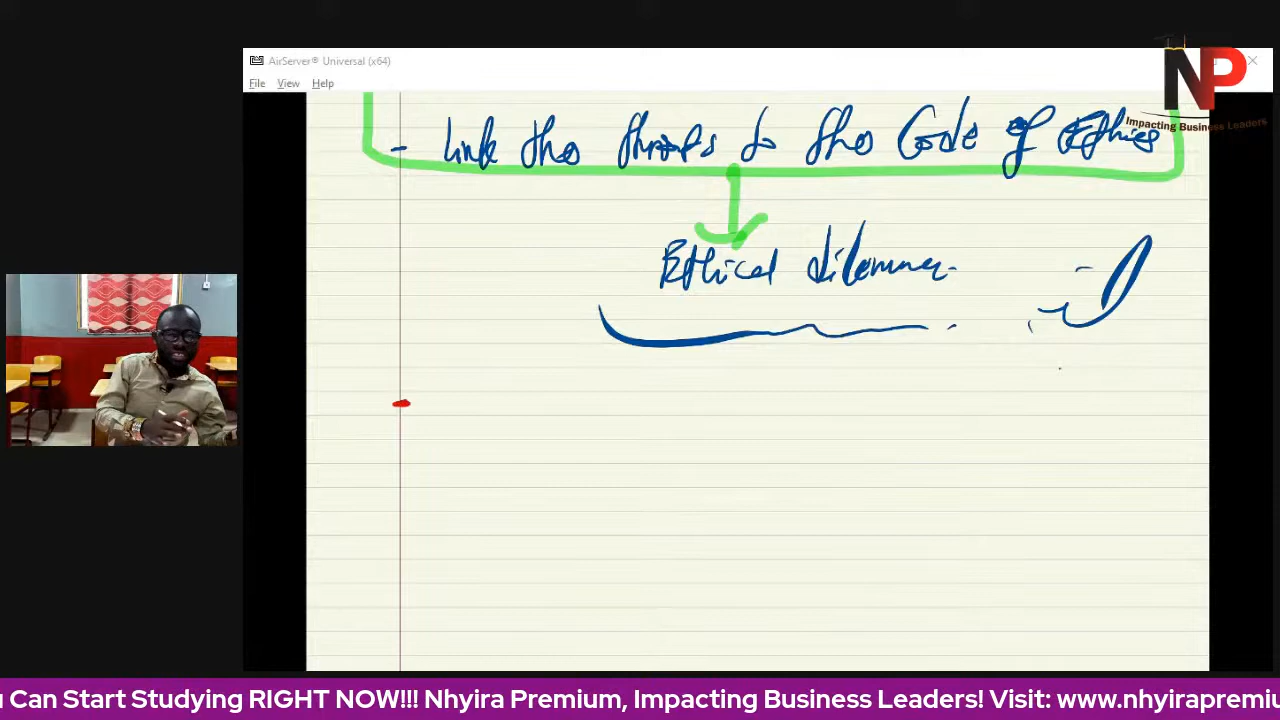 AirServer® Universal (x64)
File View Help
NP
Impacting Business Leaders
- Link the threats to the Code of Ethics
Ethical dilemma
u Can Start Studying RIGHT NOW!!! Nhyira Premium, Impacting Business Leaders! Visit: www.nhyirapremiu